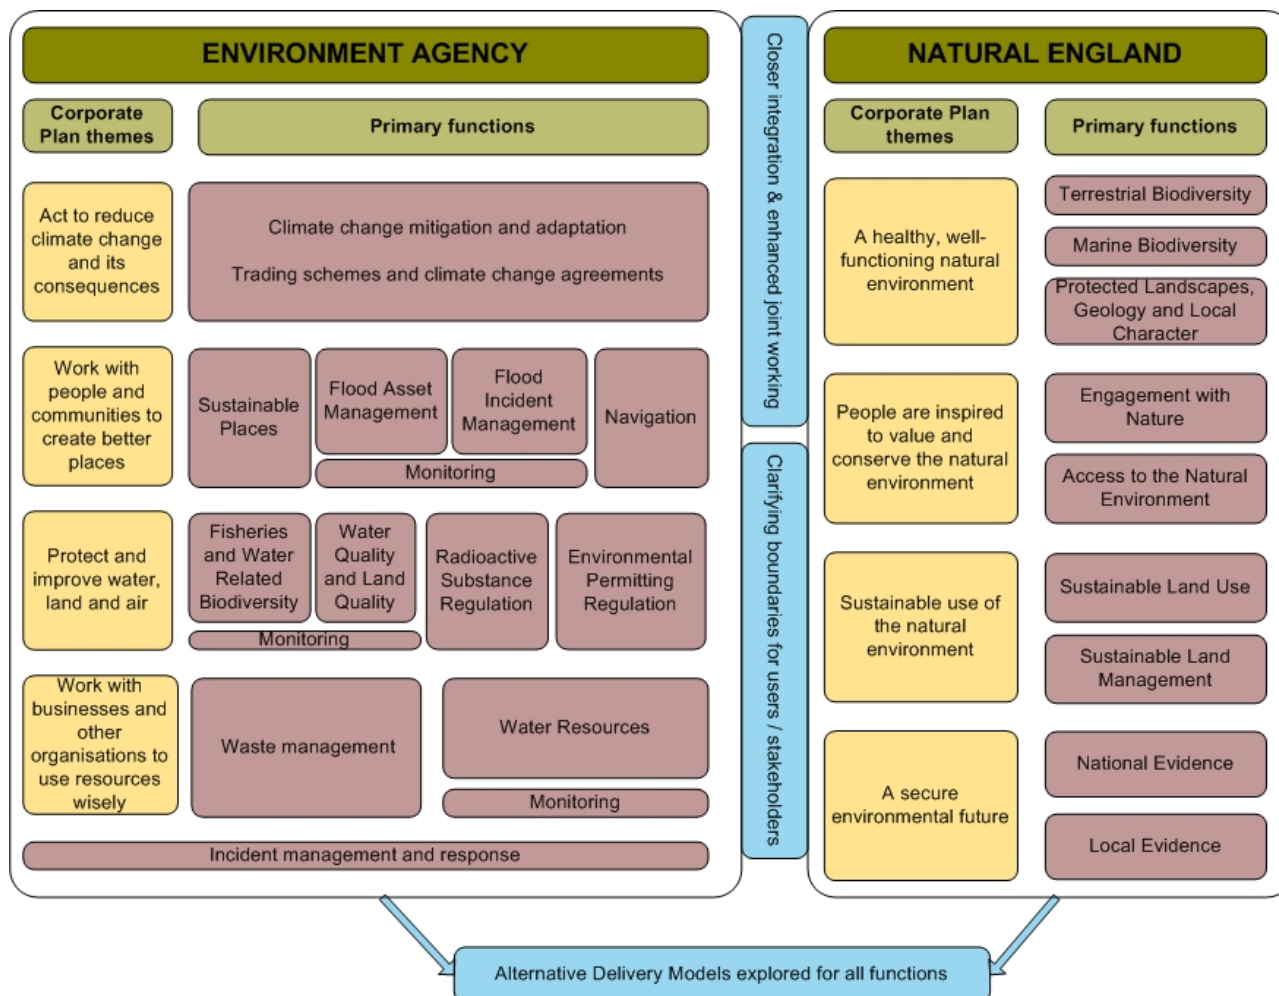 ENVIRONMENT AGENCY
Corporate
Plan themes
Primary functions
Act to reduce
climate change
and its
consequences
Climate change mitigation and adaptation
Trading schemes and climate change agreements
Work with
people and
communities to
create better
places
Sustainable
Places
Flood Asset
Management
Flood
Incident
Management
Navigation
Monitoring
Protect and
improve water,
land and air
Fisheries
and Water
Related
Biodiversity
Water
Quality
and Land
Quality
Radioactive
Substance
Regulation
Environmental
Permitting
Regulation
Monitoring
Work with
businesses and
other
organisations to
use resources
wisely
Waste management
Water Resources
Monitoring
Incident management and response
Closer integration & enhanced joint working
Clarifying boundaries for users / stakeholders
NATURAL ENGLAND
Corporate Plan
themes
Primary functions
A healthy, well-
functioning natural
environment
Terrestrial Biodiversity
Marine Biodiversity
Protected Landscapes,
Geology and Local
Character
People are inspired
to value and
conserve the natural
environment
Engagement with
Nature
Access to the Natural
Environment
Sustainable use of
the natural
environment
Sustainable Land Use
Sustainable Land
Management
A secure
environmental future
National Evidence
Local Evidence
Alternative Delivery Models explored for all functions